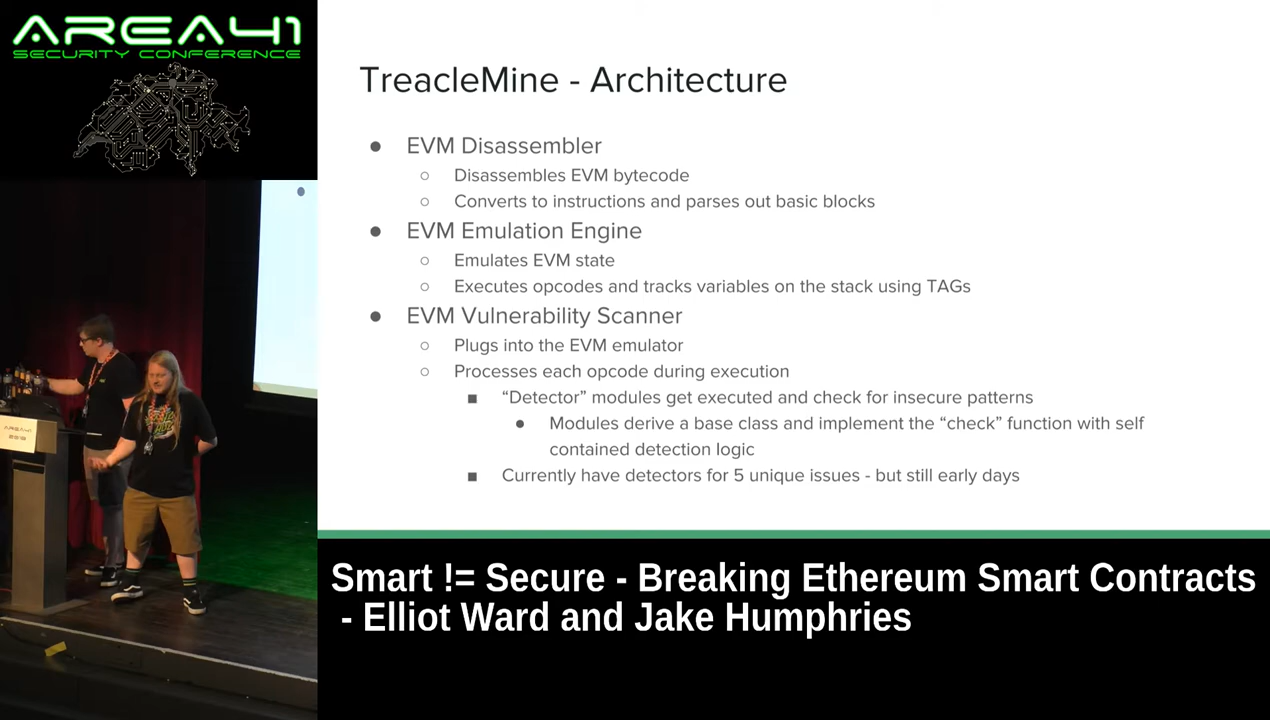 AREA41
SECURITY CONFERENCE
TreacleMine - Architecture
● EVM Disassembler
○ Disassembles EVM bytecode
○ Converts to instructions and parses out basic blocks
● EVM Emulation Engine
○ Emulates EVM state
○ Executes opcodes and tracks variables on the stack using TAGs
● EVM Vulnerability Scanner
○ Plugs into the EVM emulator
○ Processes each opcode during execution
■ “Detector” modules get executed and check for insecure patterns
● Modules derive a base class and implement the “check” function with self
contained detection logic
■ Currently have detectors for 5 unique issues - but still early days
AREA41
Smart != Secure - Breaking Ethereum Smart Contracts
- Elliot Ward and Jake Humphries